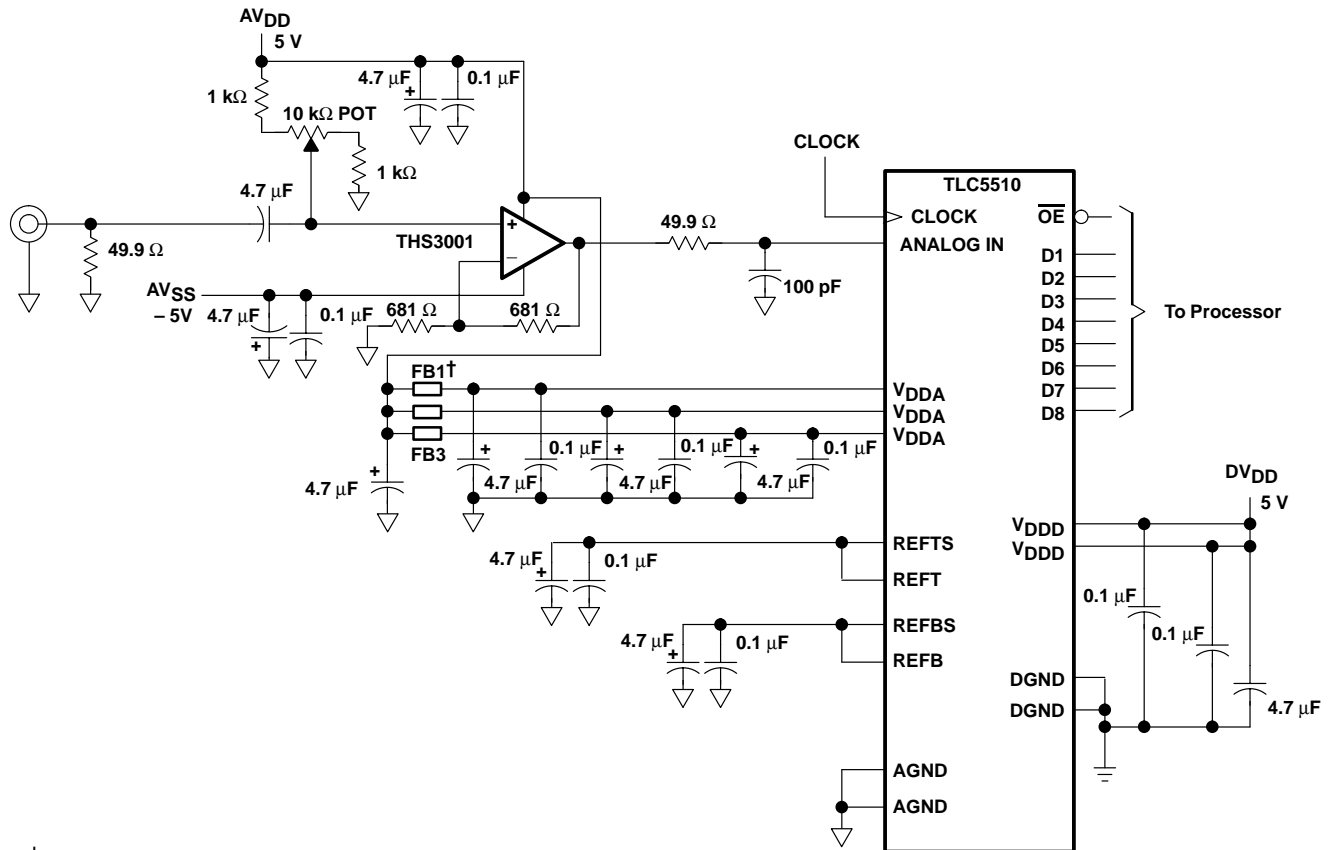 AVDD
5 V
4.7 μF
0.1 μF
1 kΩ
10 kΩ POT
1 kΩ
4.7 μF
49.9 Ω
+
THS3001
–
+
49.9 Ω
100 pF
AVSS
– 5V
4.7 μF
+
0.1 μF
681 Ω
681 Ω
CLOCK
TLC5510
CLOCK
OE
ANALOG IN
D1
D2
D3
D4
D5
D6
D7
D8
To Processor
FB1†
FB3
VDDA
VDDA
VDDA
4.7 μF
+
+
4.7 μF
0.1 μF
+
4.7 μF
0.1 μF
+
4.7 μF
0.1 μF
DVDD
5 V
VDDD
VDDD
0.1 μF
0.1 μF
4.7 μF
REFTS
REFT
4.7 μF
+
0.1 μF
REFBS
REFB
4.7 μF
+
0.1 μF
DGND
DGND
AGND
AGND